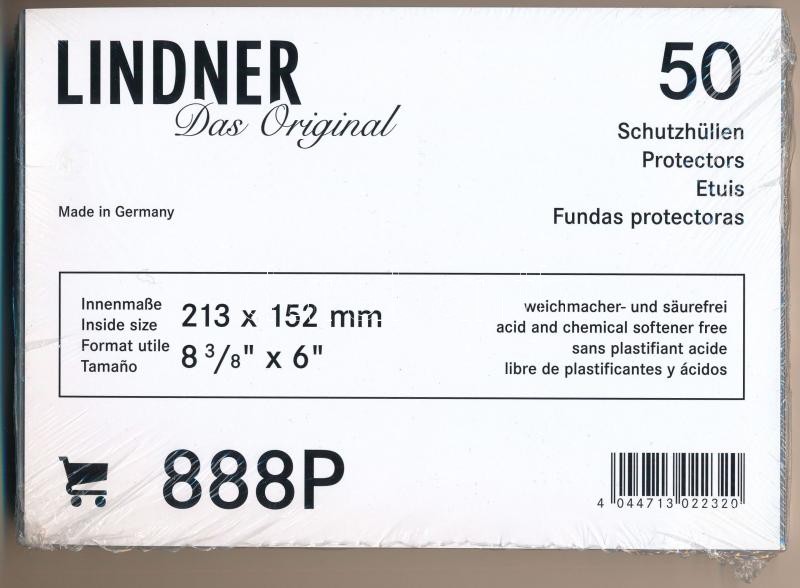 LINDNER
Das Original
50
Schutzhüllen
Protectors
Etuis
Fundas protectoras
Made in Germany
Innenmaße
Inside size
Format utile
Tamaño
213 x 152 mm
8 3/8" x 6"
weichmacher- und säurefrei
acid and chemical softener free
sans plastifiant acide
libre de plastificantes y ácidos
888P
4 044713 022320